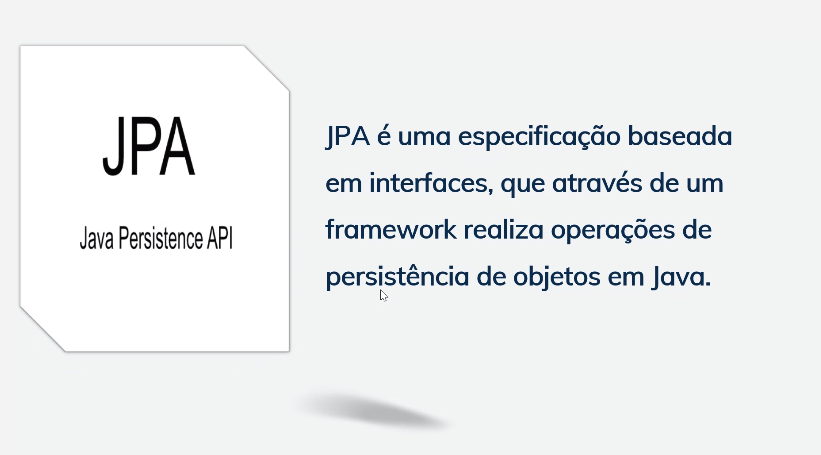 JPA
Java Persistence API
JPA é uma especificação baseada
em interfaces, que através de um
framework realiza operações de
persistência de objetos em Java.